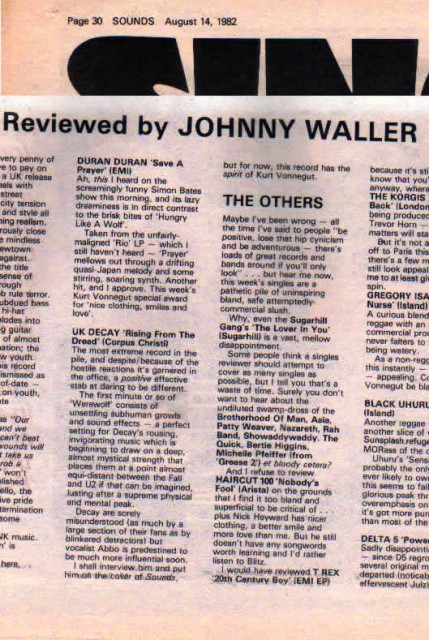 Page 30 SOUNDS August 14, 1982
SING
Reviewed by JOHNNY WALLER
very penny of
e to pay on
a UK release
eals with
street
city tension
and style all
ning realism.
rously close
e mindless
ewtown
against.
e title
ense of
rough
b rule terror.
ubdued bass
hi-hat
plodes into
g guitar
of almost
nation; the
w youth.
is record
ssed in
of-date —
on youth,
ate
as "Our
and we
can't beat
vounds will
t take us
rob a
won't
olished
ello, the
ive pride
termination
some
NK music.
n' is
here, . .
DURAN DURAN 'Save A
Prayer' (EMI)
Ah, this I heard on the
screamingly funny Simon Bates
show this morning, and its lazy
dreaminess is in direct contrast
to the brisk bites of 'Hungry
Like A Wolf'.
Taken from the unfairly-
maligned 'Rio' LP — which I
still haven't heard — 'Prayer'
mellows out through a drifting
quasi-Japan melody and some
stirring, soaring synth. Another
hit, and I approve. This week's
Kurt Vonnegut special award
for 'nice clothing, smiles and
love'.
UK DECAY 'Rising From The
Dread' (Corpus Christi)
The most extreme record in the
pile, and despite/because of the
hostile reactions it's garnered in
the office, a positive effective
stab at daring to be different.
The first minute or so of
'Werewolf' consists of
unsettling subhuman growls
and sound effects — a perfect
setting for Decay's rousing,
invigorating music which is
beginning to draw on a deep,
almost mystical strength that
places them at a point almost
equi-distant between the Fall
and U2 if that can be imagined,
lusting after a supreme physical
and mental peak.
Decay are sorely
misunderstood (as much by a
large section of their fans as by
blinkered detractors) but
vocalist Abbo is predestined to
be much more influential soon.
I shall interview him and put
him on the cover of Sounds,
but for now, this record has the
spirit of Kurt Vonnegut.
THE OTHERS
Maybe I've been wrong — all
the time I've said to people "be
positive, lose that hip cynicism
and be adventurous — there's
loads of great records and
bands around if you'll only
look" . . . but hear me now,
this week's singles are a
pathetic pile of uninspiring
bland, safe attemptedly-
commercial slush.
Why, even the Sugarhill
Gang's 'The Lover In You'
(Sugarhill) is a vast, mellow
disappointment.
Some people think a singles
reviewer should attempt to
cover as many singles as
possible, but I tell you that's a
waste of time. Surely you don't
want to hear about the
undiluted swamp-dross of the
Brotherhood Of Man, Asia,
Patty Weaver, Nazareth, Rah
Band, Showaddywaddy, The
Quick, Bertie Higgins,
Michelle Pfeiffer (from
'Grease 2') et bloody cetera?
And I refuse to review
HAIRCUT 100 'Nobody's
Fool' (Arista) on the grounds
that I find it too bland and
superficial to be critical of . . .
plus Nick Heyward has nicer
clothing, a better smile and
more love than me. But he still
doesn't have any songwords
worth learning and I'd rather
listen to Blitz.
I would have reviewed T REX
'20th Century Boy' (EMI EP)
because it's sti
know that you'
anyway, where
THE KORGIS
Back' (London
being produced
Trevor Horn —
matters will sta
But it's not a
off to Paris this
there's a few m
still look appeal
me to at least giv
spin.
GREGORY ISA
Nurse' (Island)
A curious blend
reggae with an
commercial proc
never falters to
being watery.
As a non-regg
this instantly —
— appealing. Co
Vonnegut be bla
BLACK UHURU
(Island)
Another reggae
another slice of
Sunsplash refuge
MORass of the c
Uhuru's 'Sensi
probably the only
ever likely to own
this seems to fail
glorious peak thr
overemphasis on
it's got more pun
than most of the
DELTA 5 'Power
Sadly disappointi
— since D5 regro
several original m
departed (noticab
effervescent Julz)